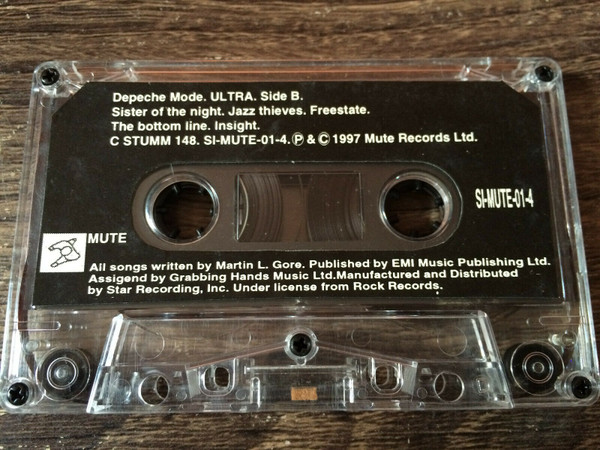 Depeche Mode. ULTRA. Side B.
Sister of the night. Jazz thieves. Freestate.
The bottom line. Insight.
C STUMM 148. SI-MUTE-01-4.Ⓟ & © 1997 Mute Records Ltd.
SI-MUTE-01-4
MUTE
All songs written by Martin L. Gore. Published by EMI Music Publishing Ltd.
Assigend by Grabbing Hands Music Ltd.Manufactured and Distributed
by Star Recording, Inc. Under license from Rock Records.